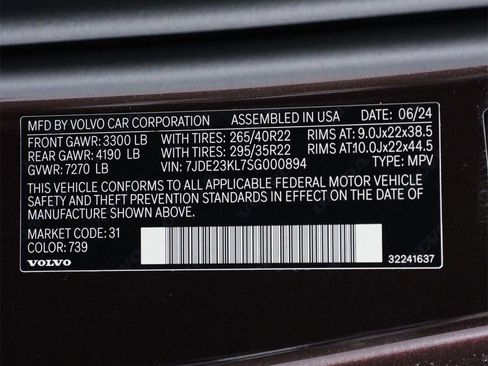 MFD BY VOLVO CAR CORPORATION ASSEMBLED IN USA DATE: 06/24
FRONT GAWR: 3300 LB WITH TIRES: 265/40R22 RIMS AT: 9.0Jx22x38.5
REAR GAWR: 4190 LB WITH TIRES: 295/35R22 RIMS AT:10.0Jx22x44.5
GVWR: 7270 LB VIN: 7JDE23KL7SG000894 TYPE: MPV
THIS VEHICLE CONFORMS TO ALL APPLICABLE FEDERAL MOTOR VEHICLE
SAFETY AND THEFT PREVENTION STANDARDS IN EFFECT ON THE DATE OF
MANUFACTURE SHOWN ABOVE.
MARKET CODE: 31
COLOR: 739
VOLVO 32241637